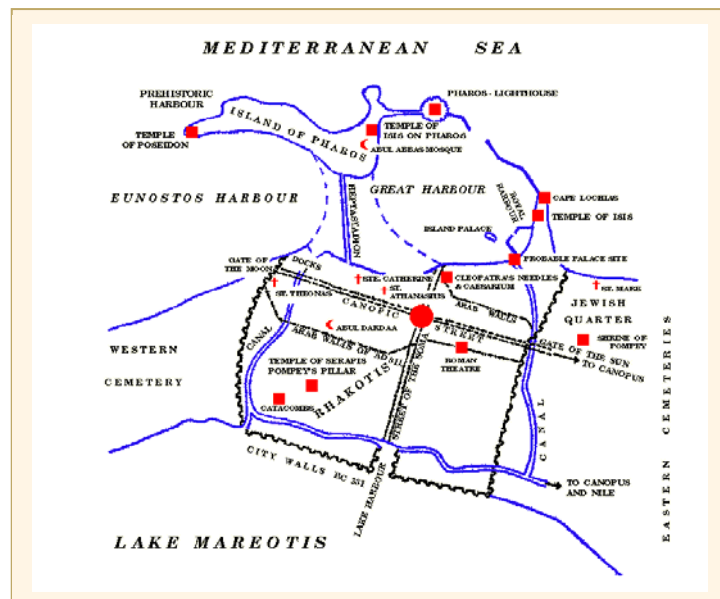 MEDITERRANEAN SEA
PHAROS - LIGHTHOUSE
PREHISTORIC
HARBOUR
ISLAND OF PHAROS
TEMPLE OF
ISIS ON PHAROS
TEMPLE
OF POSEIDON
ABUL ABBAS MOSQUE
EUNOSTOS HARBOUR
GREAT HARBOUR
HEPTASTADION
ROYAL
HARBOUR
CAPE LOCHIAS
TEMPLE OF ISIS
ISLAND PALACE
PROBABLE PALACE SITE
GATE OF
THE MOON
DOCKS
STE. CATHERINE
ST.
ATHANASIUS
CLEOPATRA'S NEEDLES
& CAESARIUM
ST. MARK
ST. THEONAS
CANOPIC
STREET
ARAB WALLS
JEWISH
QUARTER
ABUL DARDAA
ARAB WALLS OF AD 811
CANAL
SHRINE OF
POMPEY
GATE OF THE SUN
TO CANOPUS
WESTERN
CEMETERY
TEMPLE OF SERAPIS
POMPEY'S PILLAR
ROMAN
THEATRE
RHAKOTIS
STREET OF THE SOMA
CATACOMBS
CANAL
EASTERN CEMETERIES
CITY WALLS BC 331
LAKE HARBOUR
TO CANOPUS
AND NILE
LAKE MAREOTIS